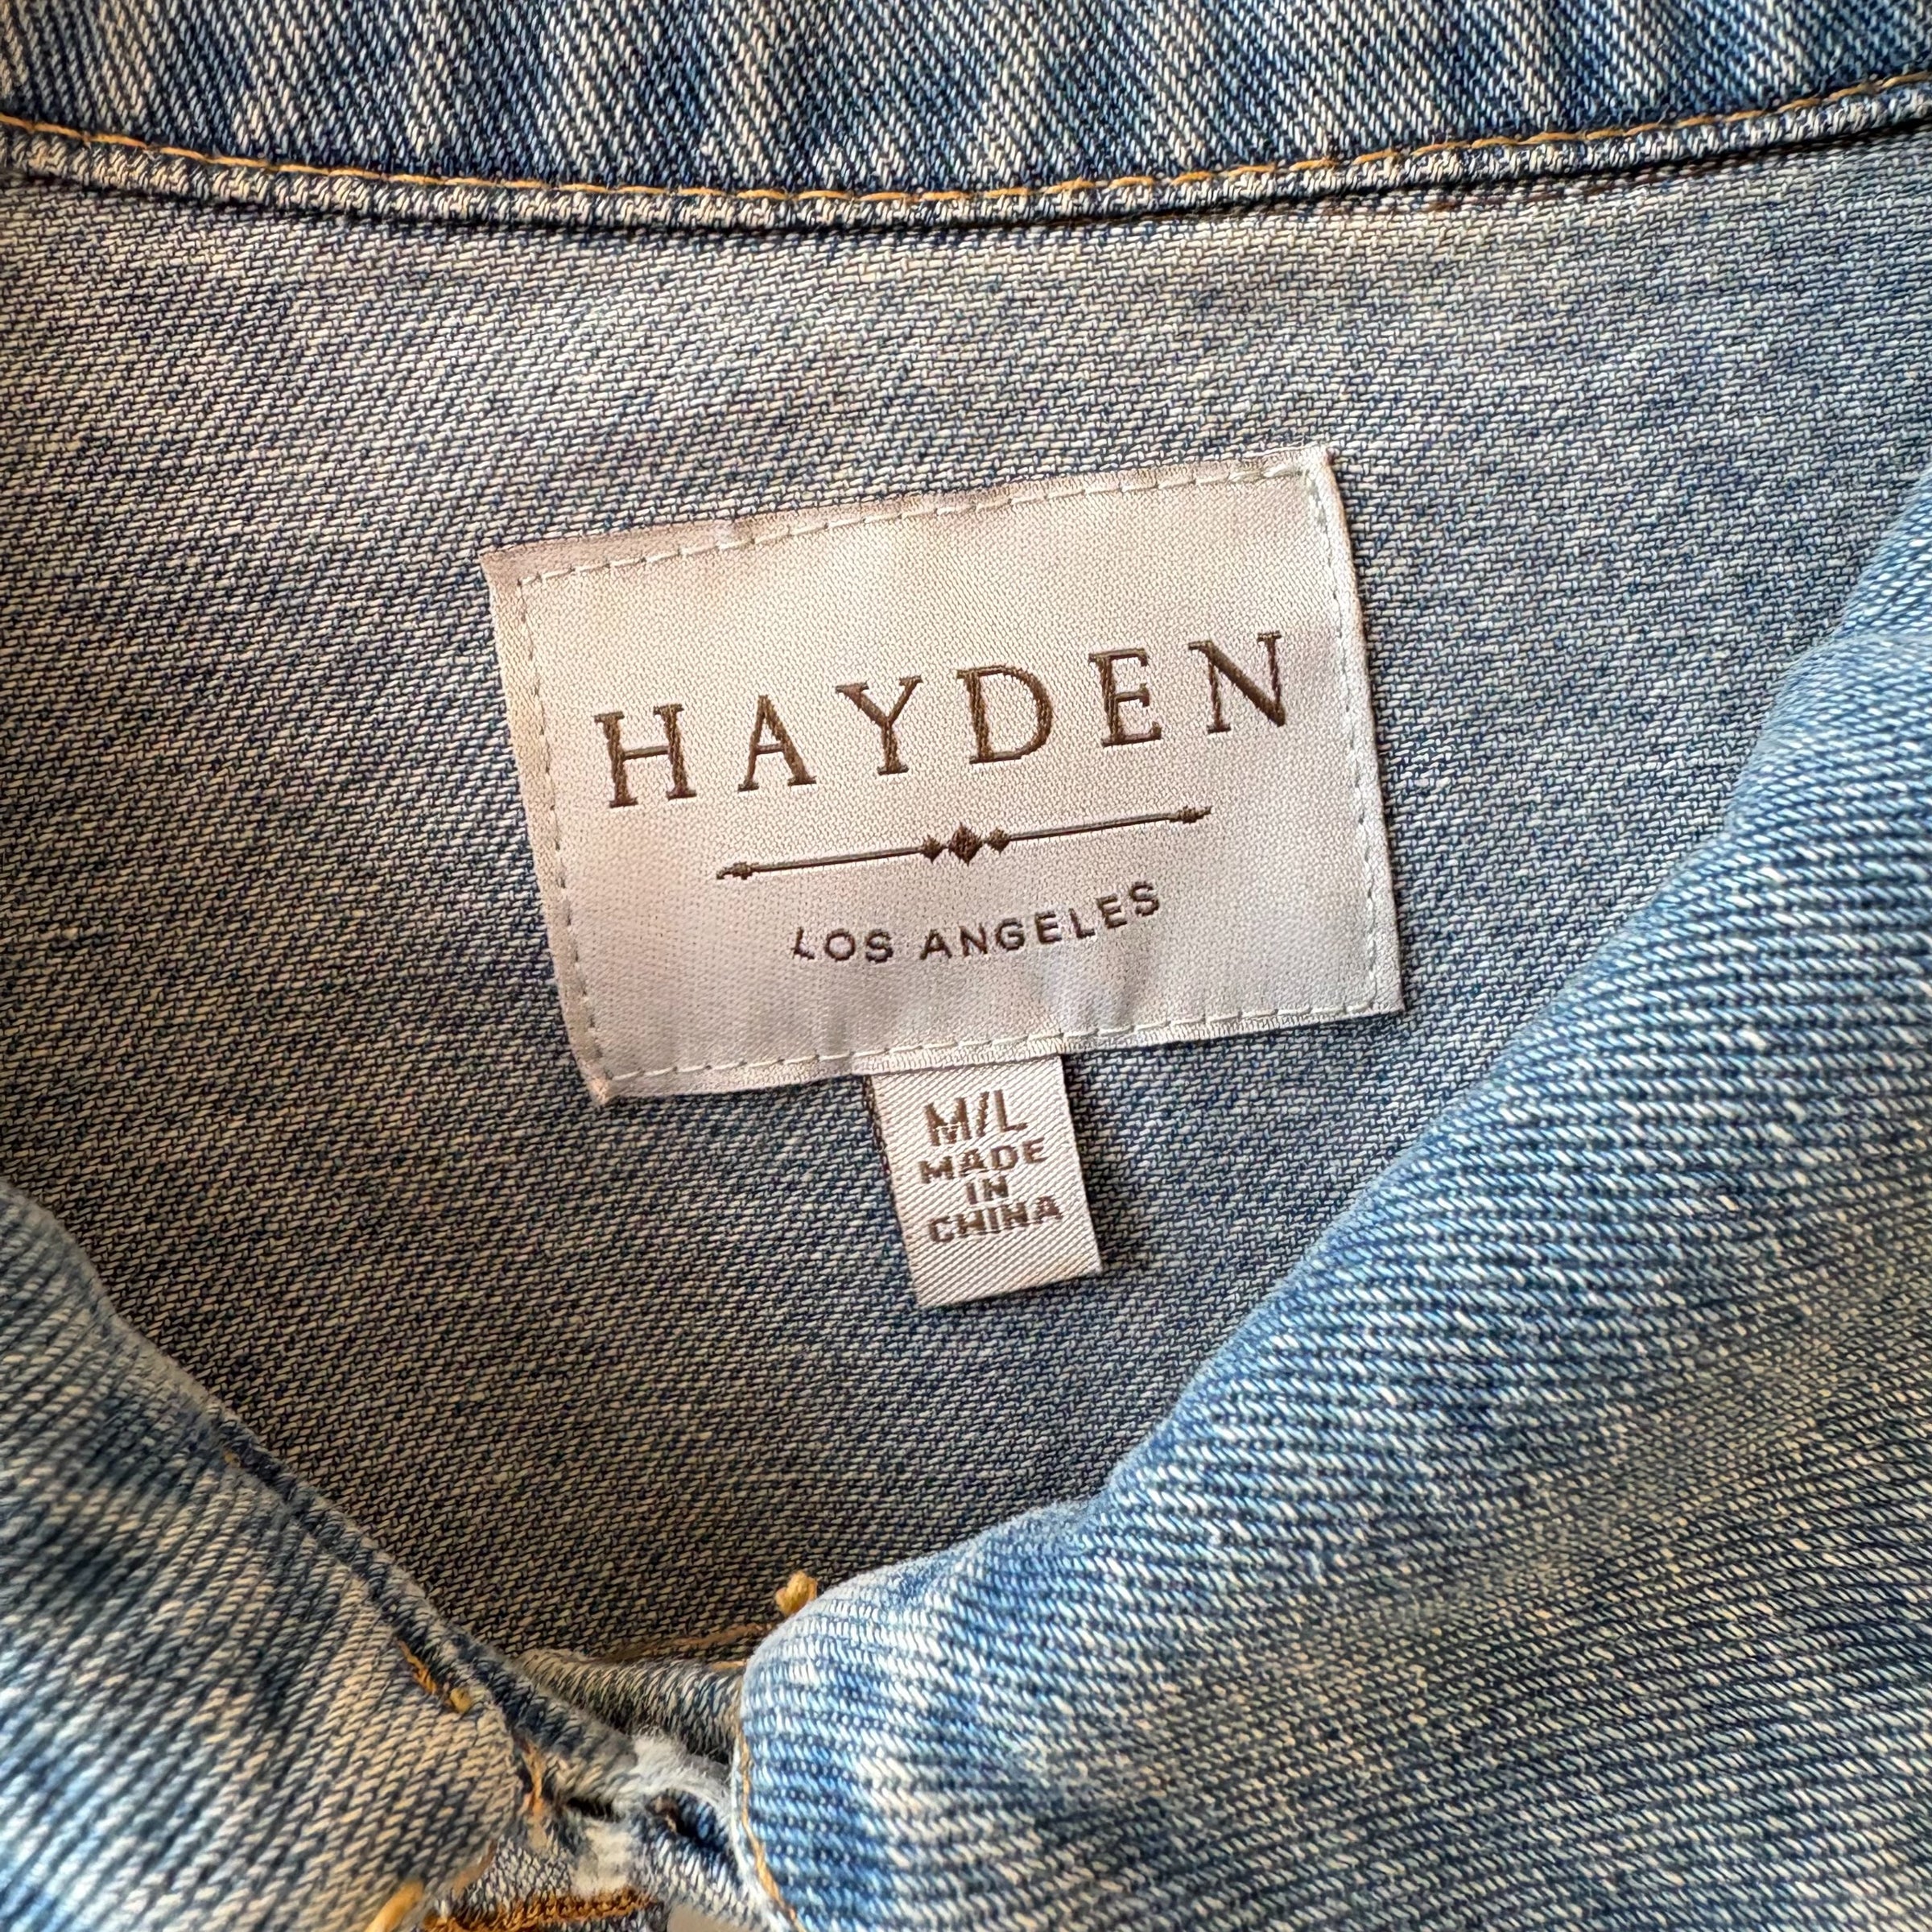 HAYDEN
LOS ANGELES
M/L
MADE
IN
CHINA